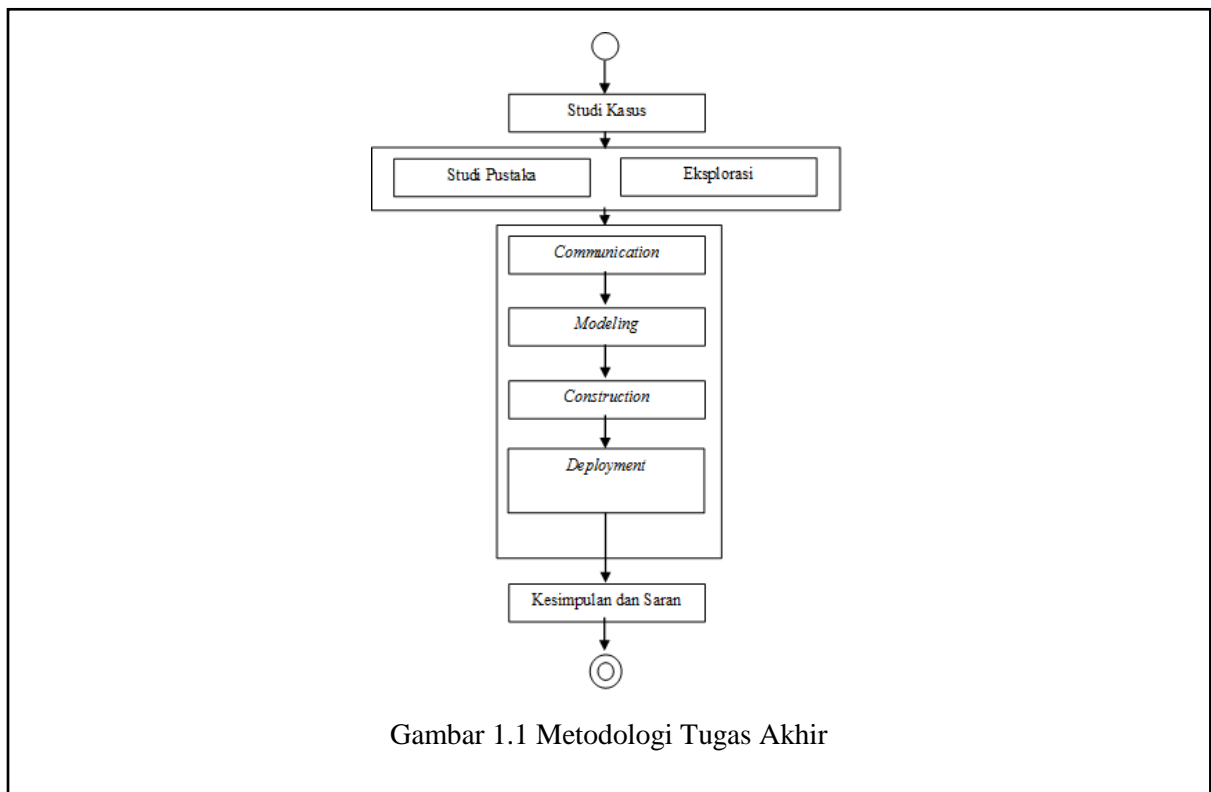 Studi Kasus
Studi Pustaka
Eksplorasi
Communication
Modeling
Construction
Deployment
Kesimpulan dan Saran
Gambar 1.1 Metodologi Tugas Akhir